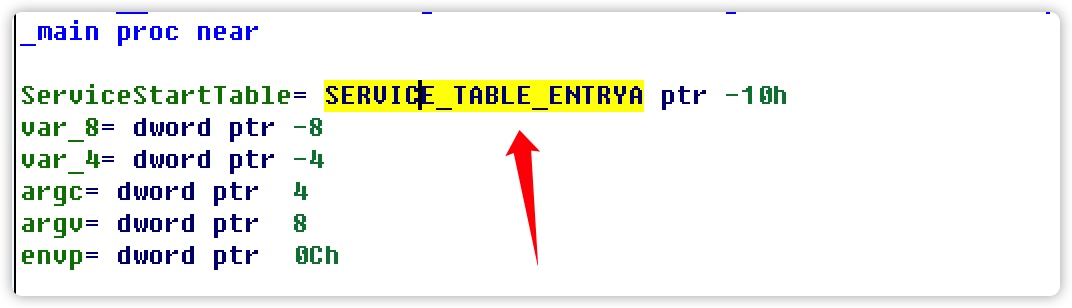 _main proc near
ServiceStartTable= SERVICE_TABLE_ENTRYA ptr -10h
var_8= dword ptr -8
var_4= dword ptr -4
argc= dword ptr  4
argv= dword ptr  8
envp= dword ptr  0Ch